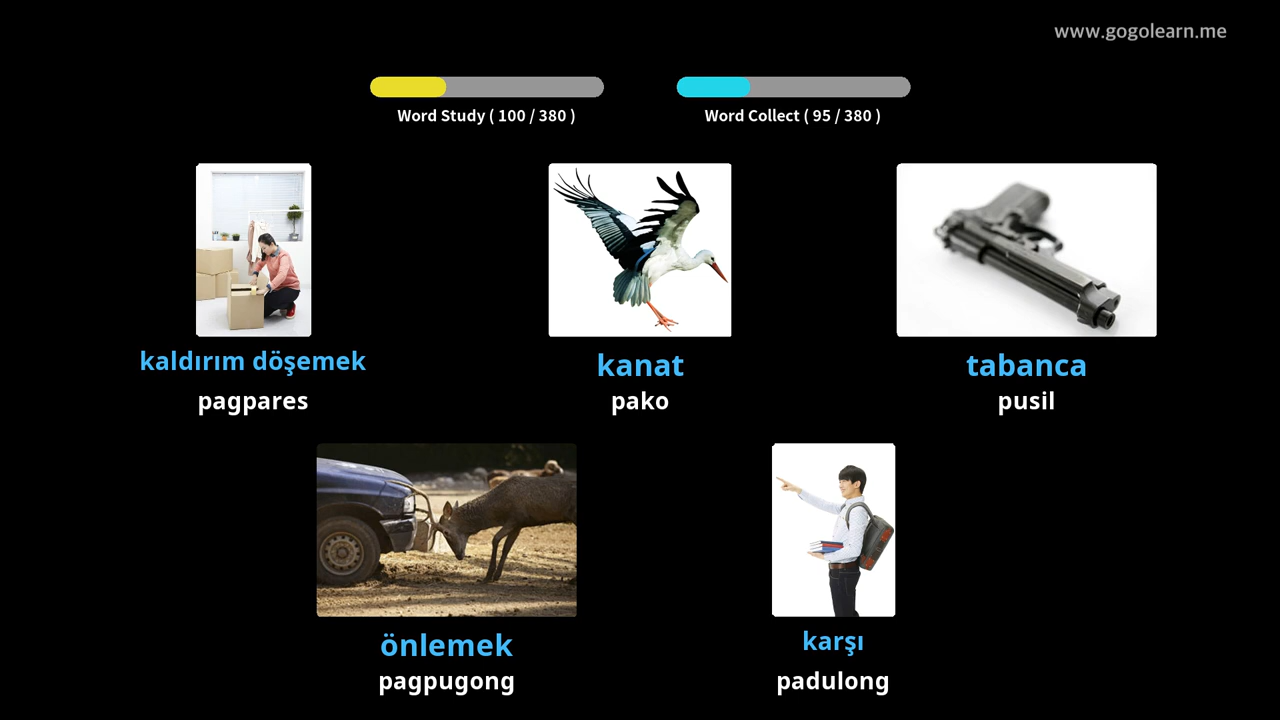 www.gogolearn.me
Word Study ( 100 / 380 )
Word Collect ( 95 / 380 )
kaldırım döşemek
pagpares
kanat
pako
tabanca
pusil
önlemek
pagpugong
karşı
padulong